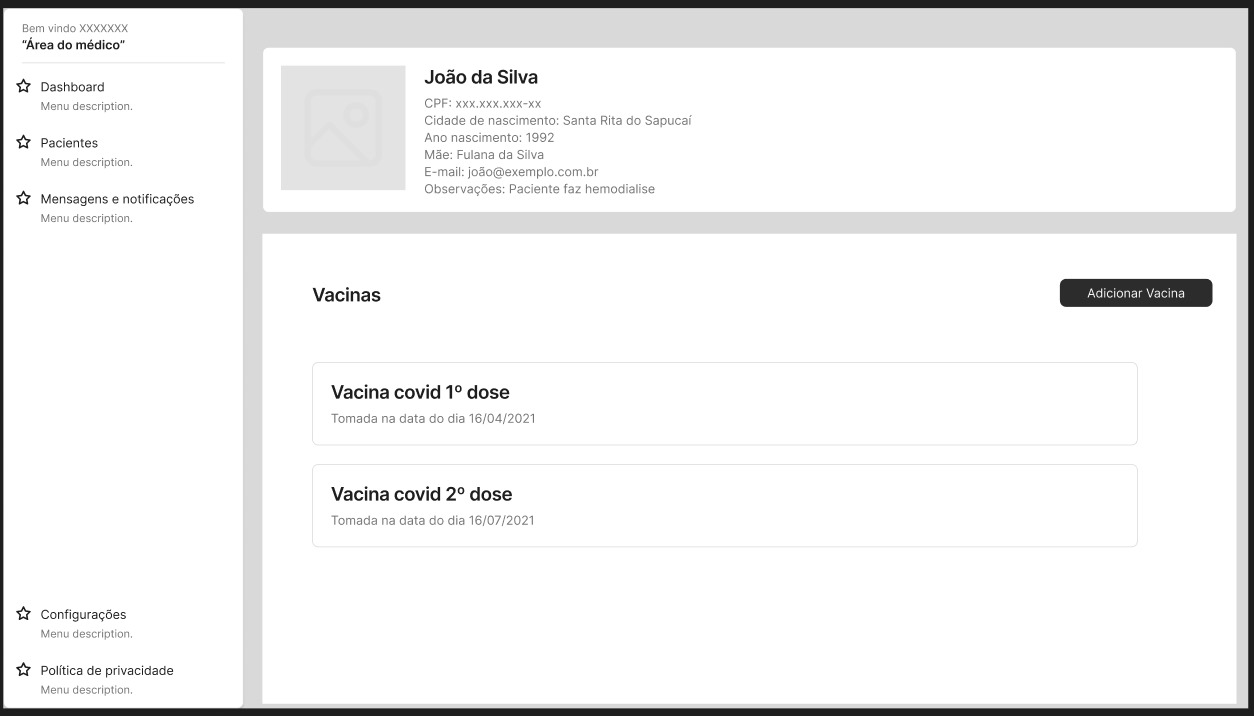 Bem vindo XXXXXXX
“Área do médico”
Dashboard
Menu description.
Pacientes
Menu description.
Mensagens e notificações
Menu description.
Configurações
Menu description.
Política de privacidade
Menu description.
João da Silva
CPF: xxx.xxx.xxx-xx
Cidade de nascimento: Santa Rita do Sapucaí
Ano nascimento: 1992
Mãe: Fulana da Silva
E-mail: joão@exemplo.com.br
Observações: Paciente faz hemodialise
Vacinas
Adicionar Vacina
Vacina covid 1º dose
Tomada na data do dia 16/04/2021
Vacina covid 2º dose
Tomada na data do dia 16/07/2021